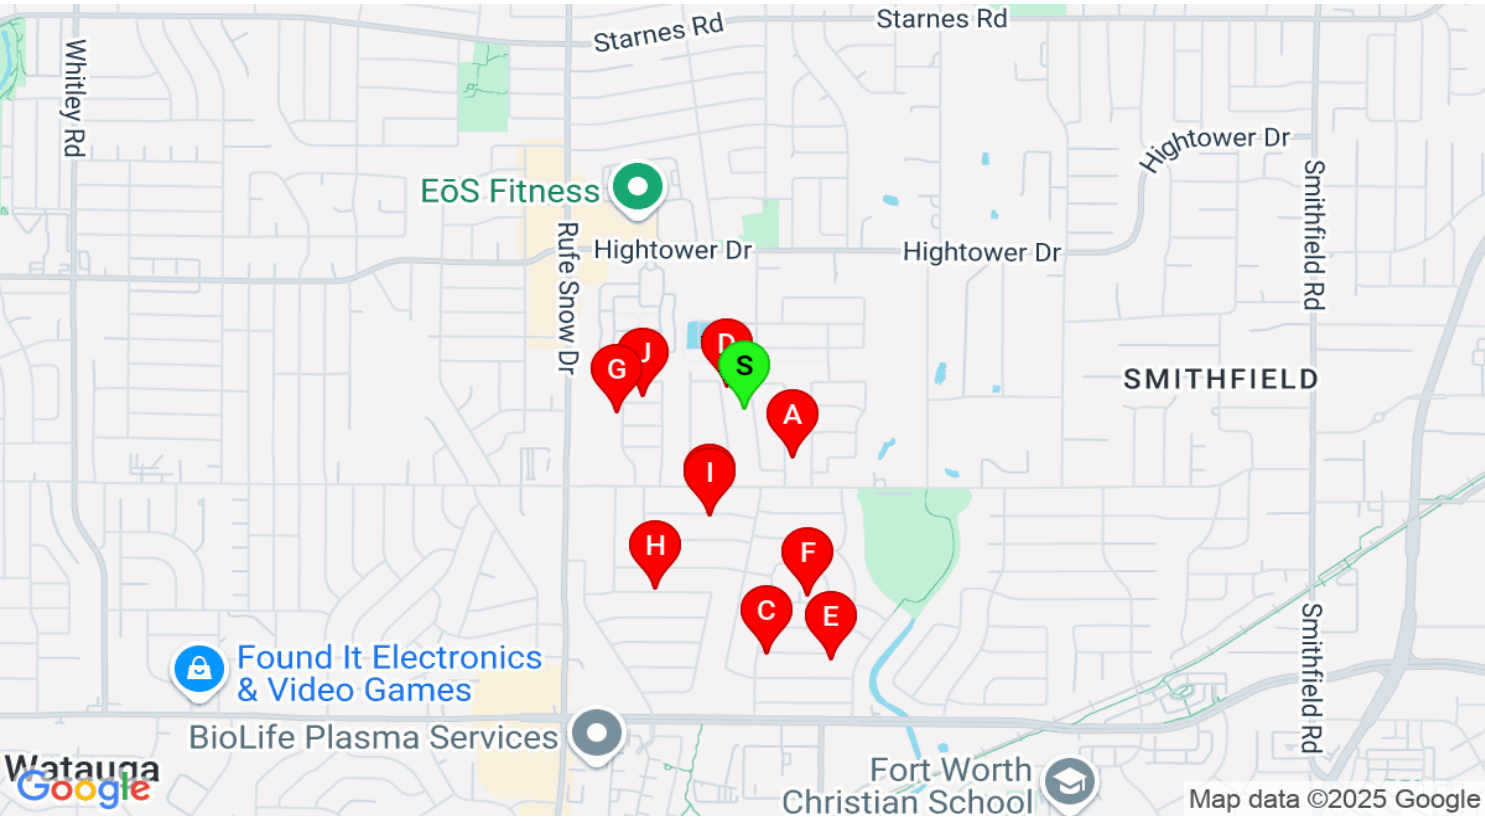 Starnes Rd
Starnes Rd
Whitley Rd
Hightower Dr
EōS Fitness
Smithfield Rd
Rufe Snow Dr
Hightower Dr
Hightower Dr
D
J
S
G
SMITHFIELD
A
I
H
F
C
E
Smithfield Rd
Found It Electronics
& Video Games
BioLife Plasma Services
Watauga
Google
Fort Worth
Christian School
Map data ©2025 Google